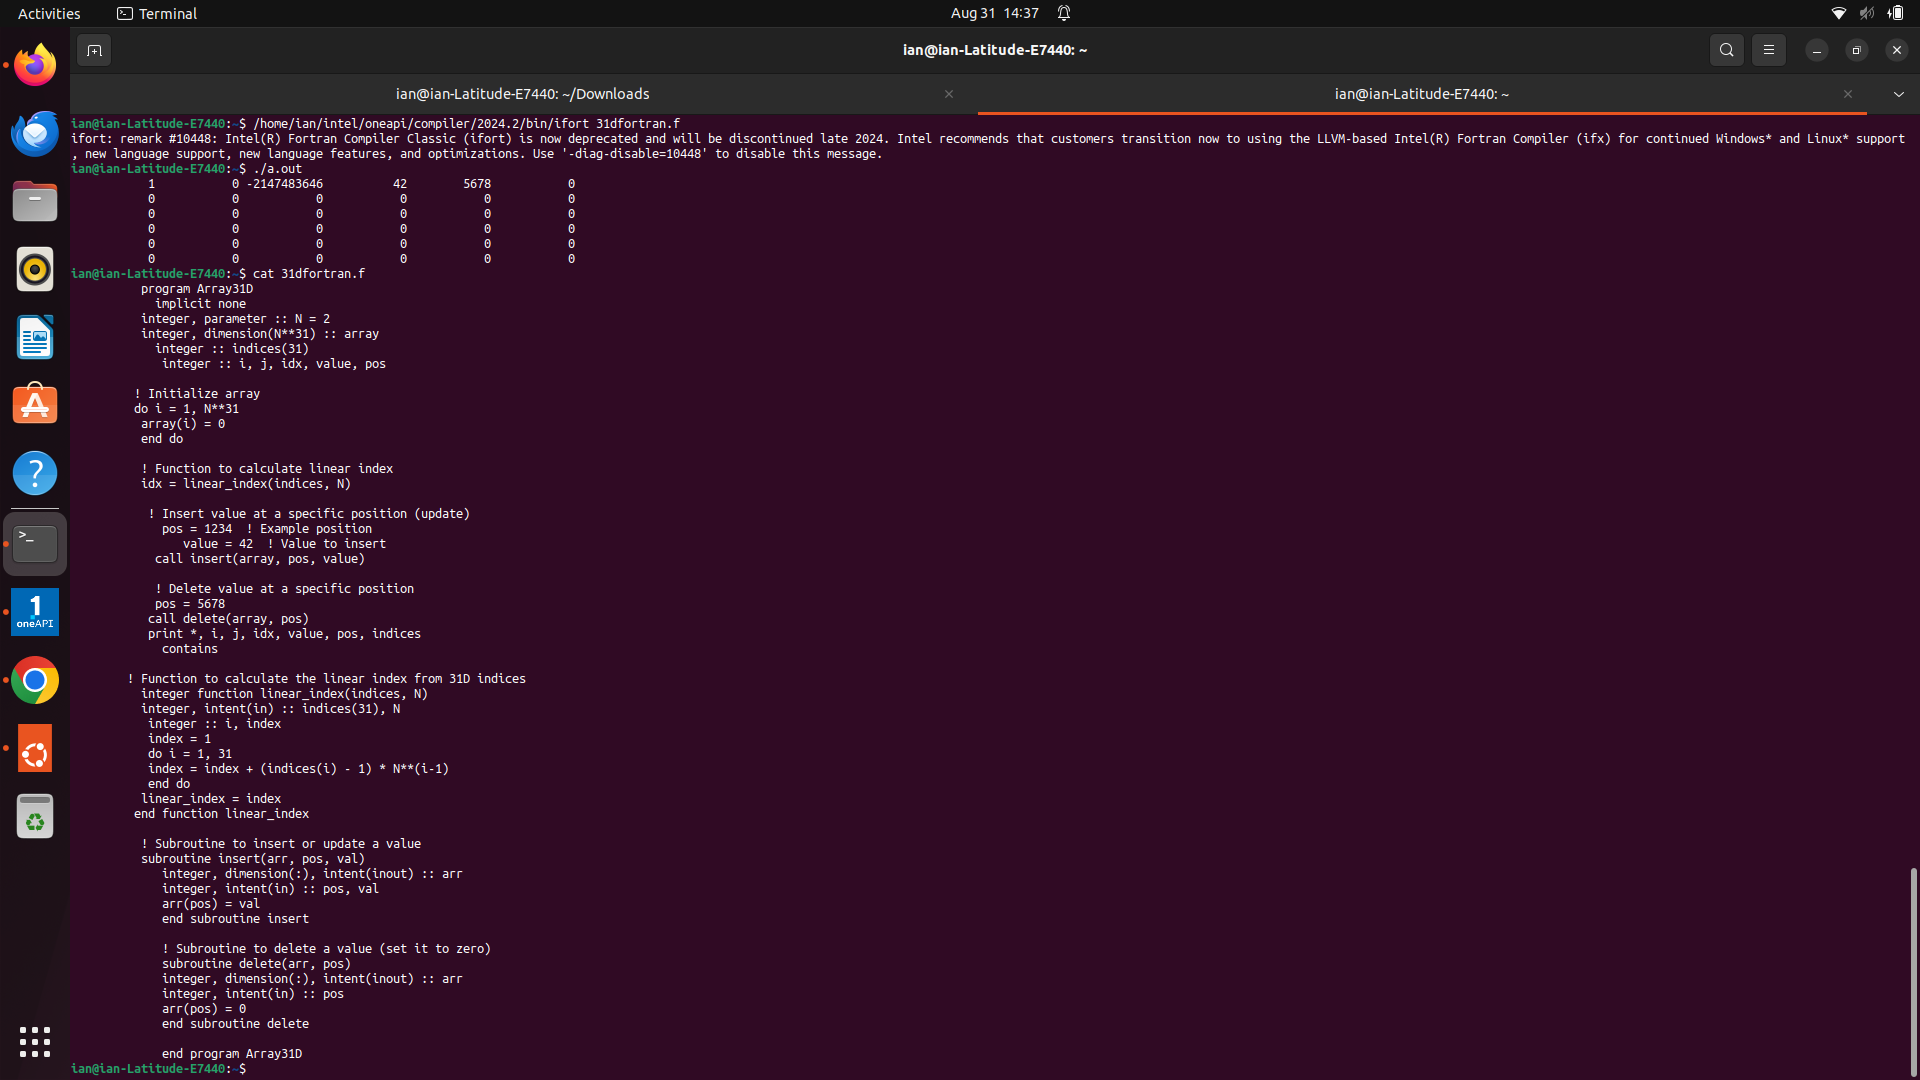 Activities
Terminal
Aug 31 14:37
ian@ian-Latitude-E7440: ~
ian@ian-Latitude-E7440: ~/Downloads
ian@ian-Latitude-E7440: ~
ian@ian-Latitude-E7440:~$ /home/ian/intel/oneapi/compiler/2024.2/bin/ifort 31dfortran.f
ifort: remark #10448: Intel(R) Fortran Compiler Classic (ifort) is now deprecated and will be discontinued late 2024. Intel recommends that customers transition now to using the LLVM-based Intel(R) Fortran Compiler (ifx) for continued Windows* and Linux* support
, new language support, new language features, and optimizations. Use '-diag-disable=10448' to disable this message.
ian@ian-Latitude-E7440:~$ ./a.out
           1           0 -2147483646          42        5678           0
           0           0           0           0           0           0
           0           0           0           0           0           0
           0           0           0           0           0           0
           0           0           0           0           0           0
           0           0           0           0           0           0
ian@ian-Latitude-E7440:~$ cat 31dfortran.f
          program Array31D
            implicit none
          integer, parameter :: N = 2
          integer, dimension(N**31) :: array
            integer :: indices(31)
             integer :: i, j, idx, value, pos
         ! Initialize array
         do i = 1, N**31
          array(i) = 0
          end do
          ! Function to calculate linear index
          idx = linear_index(indices, N)
           ! Insert value at a specific position (update)
             pos = 1234  ! Example position
                value = 42  ! Value to insert
            call insert(array, pos, value)
            ! Delete value at a specific position
            pos = 5678
           call delete(array, pos)
           print *, i, j, idx, value, pos, indices
             contains
        ! Function to calculate the linear index from 31D indices
          integer function linear_index(indices, N)
          integer, intent(in) :: indices(31), N
           integer :: i, index
           index = 1
           do i = 1, 31
           index = index + (indices(i) - 1) * N**(i-1)
           end do
          linear_index = index
         end function linear_index
          ! Subroutine to insert or update a value
          subroutine insert(arr, pos, val)
             integer, dimension(:), intent(inout) :: arr
             integer, intent(in) :: pos, val
             arr(pos) = val
             end subroutine insert
             ! Subroutine to delete a value (set it to zero)
             subroutine delete(arr, pos)
             integer, dimension(:), intent(inout) :: arr
             integer, intent(in) :: pos
             arr(pos) = 0
             end subroutine delete
             end program Array31D
ian@ian-Latitude-E7440:~$
1
oneAPI